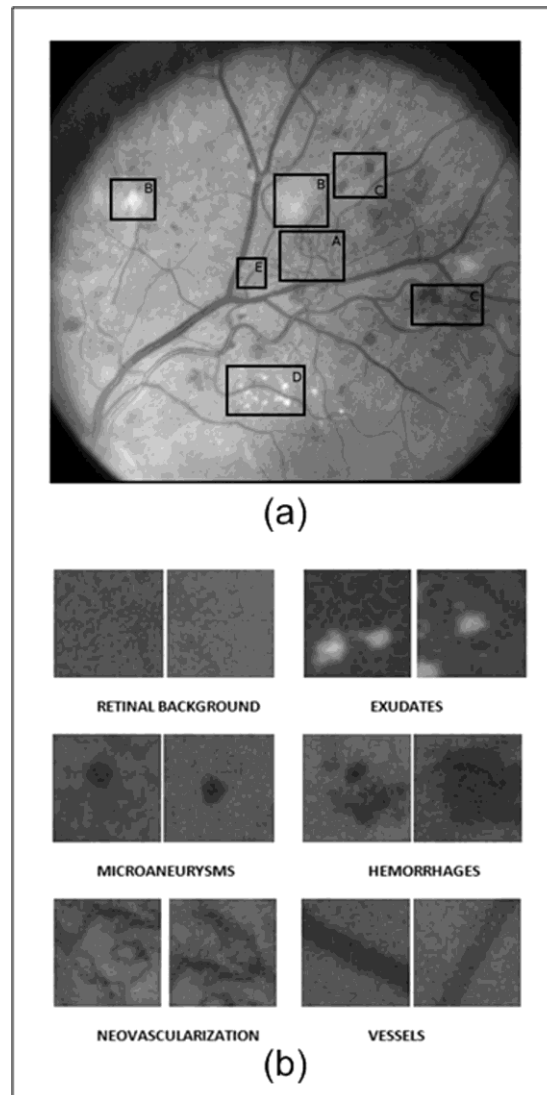 B
B
C
A
E
C
D
(a)
RETINAL BACKGROUND
EXUDATES
MICROANEURYSMS
HEMORRHAGES
NEOVASCULARIZATION
VESSELS
(b)